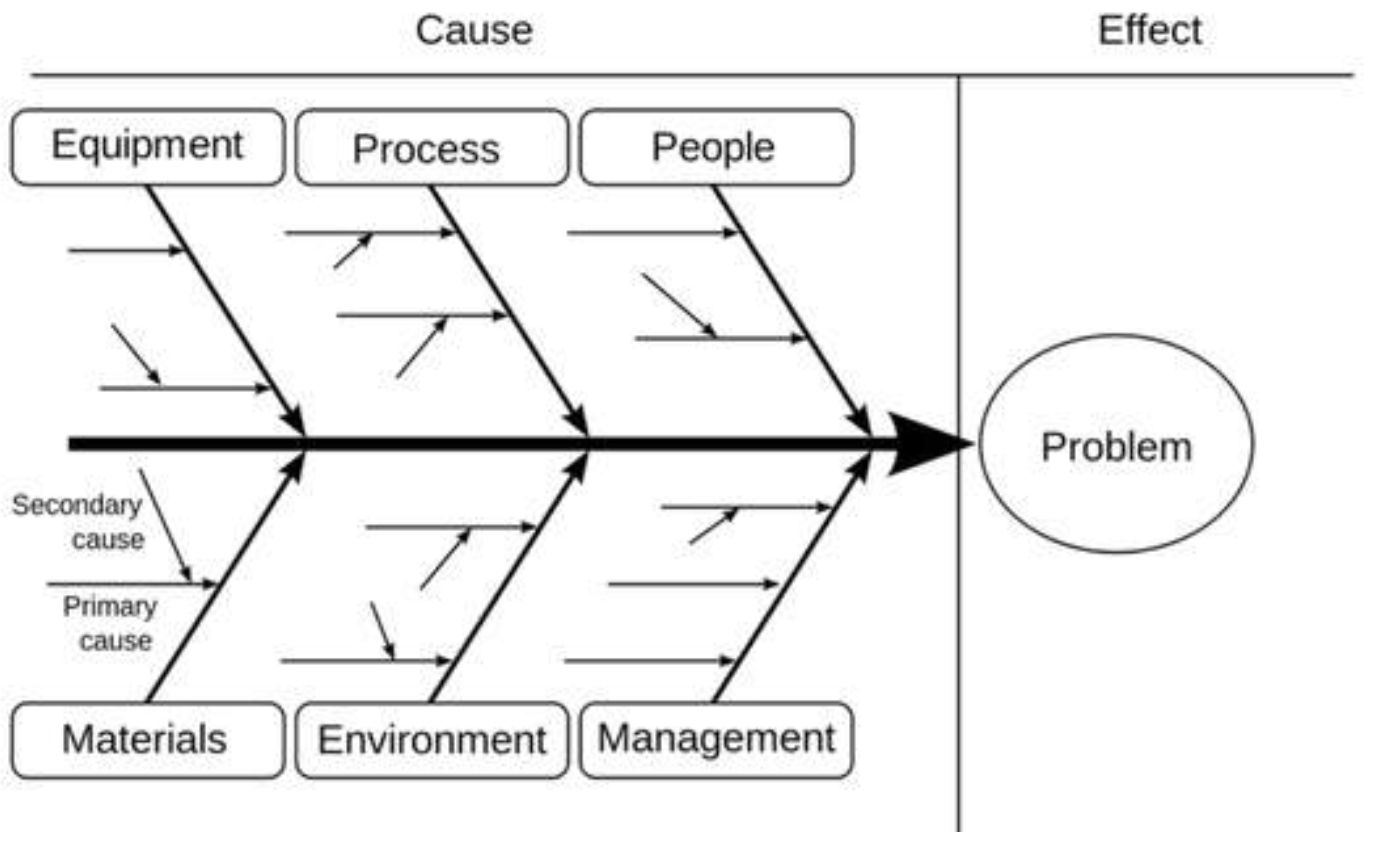 Cause
Effect
Equipment
Process
People
Problem
Secondary
cause
Primary
cause
Materials
Environment
Management